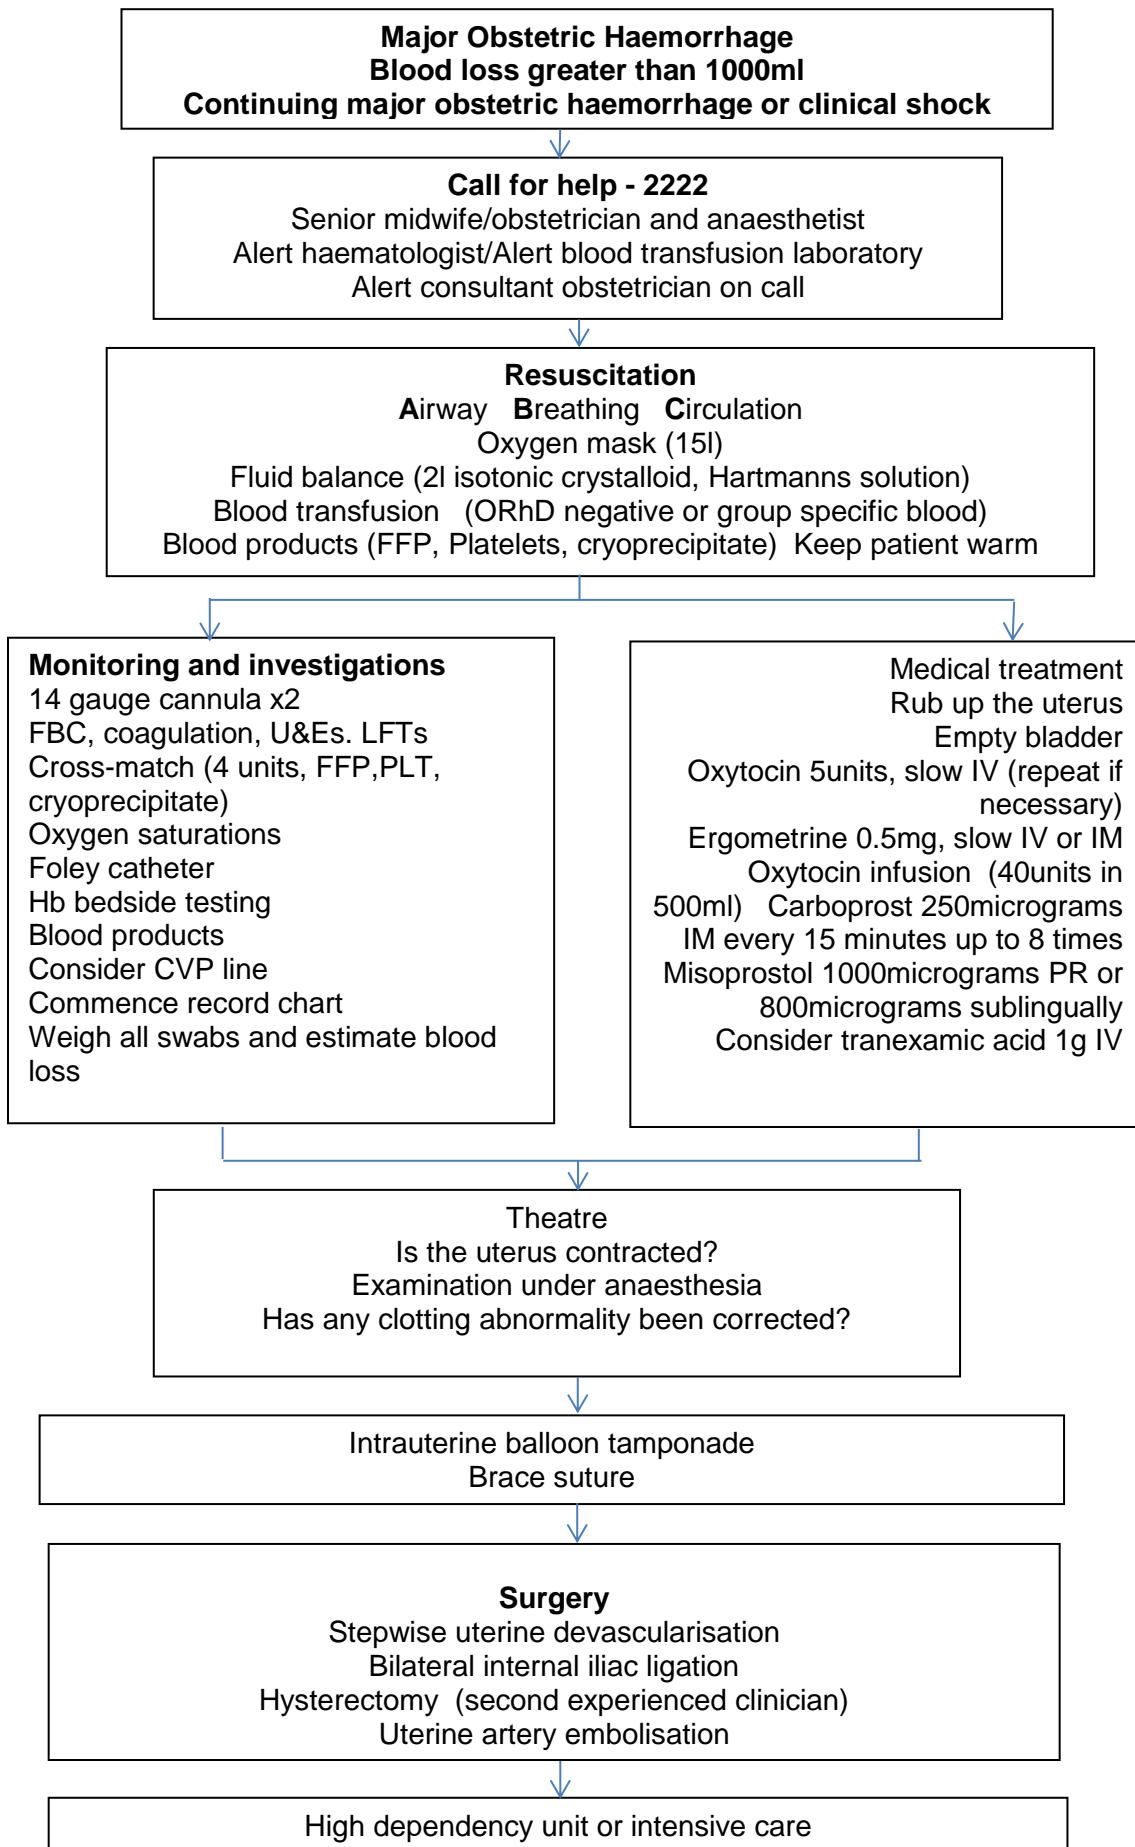 Major Obstetric Haemorrhage
Blood loss greater than 1000ml
Continuing major obstetric haemorrhage or clinical shock
Call for help - 2222
Senior midwife/obstetrician and anaesthetist
Alert haematologist/Alert blood transfusion laboratory
Alert consultant obstetrician on call
Resuscitation
Airway Breathing Circulation
Oxygen mask (15l)
Fluid balance (2l isotonic crystalloid, Hartmanns solution)
Blood transfusion (ORhD negative or group specific blood)
Blood products (FFP, Platelets, cryoprecipitate) Keep patient warm
Monitoring and investigations
14 gauge cannula x2
FBC, coagulation, U&Es. LFTs
Cross-match (4 units, FFP,PLT,
cryoprecipitate)
Oxygen saturations
Foley catheter
Hb bedside testing
Blood products
Consider CVP line
Commence record chart
Weigh all swabs and estimate blood
loss
Medical treatment
Rub up the uterus
Empty bladder
Oxytocin 5units, slow IV (repeat if
necessary)
Ergometrine 0.5mg, slow IV or IM
Oxytocin infusion (40units in
500ml) Carboprost 250micrograms
IM every 15 minutes up to 8 times
Misoprostol 1000micrograms PR or
800micrograms sublingually
Consider tranexamic acid 1g IV
Theatre
Is the uterus contracted?
Examination under anaesthesia
Has any clotting abnormality been corrected?
Intrauterine balloon tamponade
Brace suture
Surgery
Stepwise uterine devascularisation
Bilateral internal iliac ligation
Hysterectomy (second experienced clinician)
Uterine artery embolisation
High dependency unit or intensive care